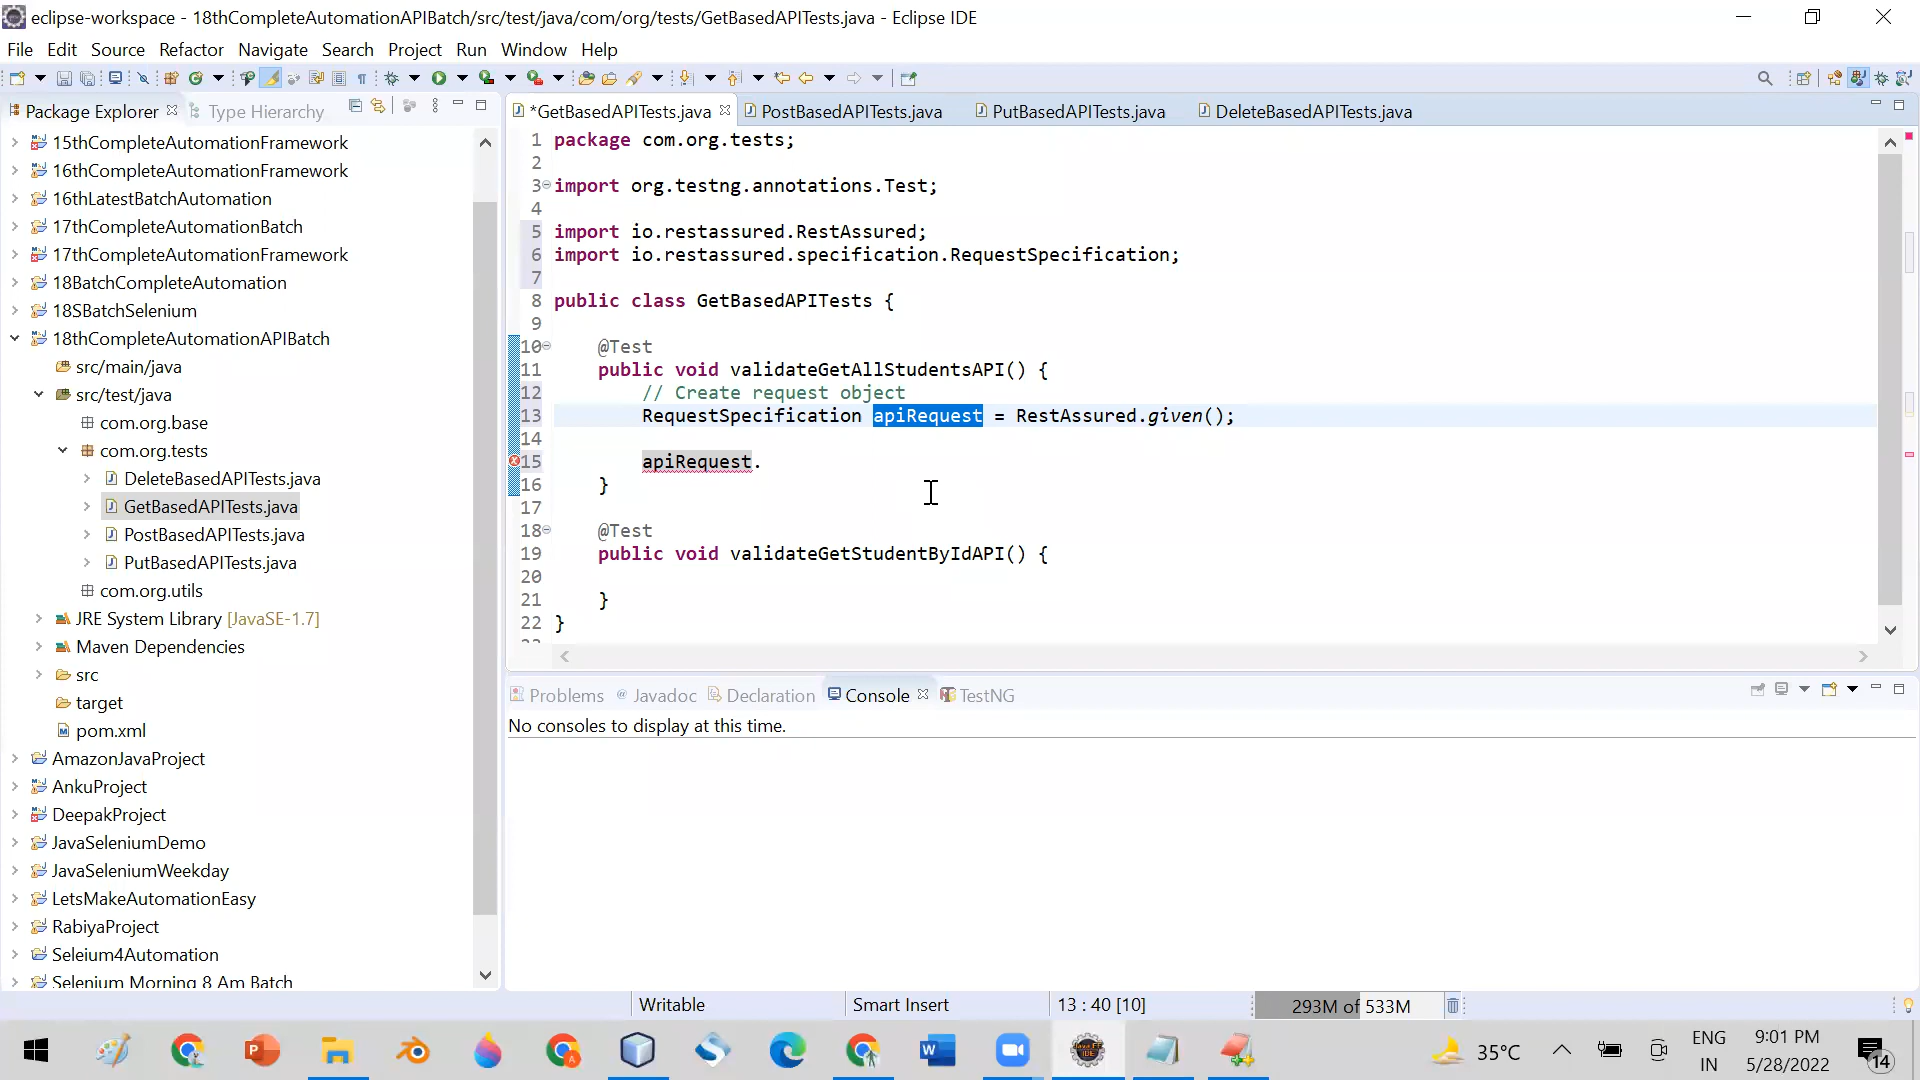 eclipse-workspace - 18thCompleteAutomationAPIBatch/src/test/java/com/org/tests/GetBasedAPITests.java - Eclipse IDE
File Edit Source Refactor Navigate Search Project Run Window Help
Package Explorer Type Hierarchy
15thCompleteAutomationFramework
16thCompleteAutomationFramework
16thLatestBatchAutomation
17thCompleteAutomationBatch
17thCompleteAutomationFramework
18BatchCompleteAutomation
18SBatchSelenium
18thCompleteAutomationAPIBatch
src/main/java
src/test/java
com.org.base
com.org.tests
DeleteBasedAPITests.java
GetBasedAPITests.java
PostBasedAPITests.java
PutBasedAPITests.java
com.org.utils
JRE System Library [JavaSE-1.7]
Maven Dependencies
src
target
pom.xml
AmazonJavaProject
AnkuProject
DeepakProject
JavaSeleniumDemo
JavaSeleniumWeekday
LetsMakeAutomationEasy
RabiyaProject
Seleium4Automation
Selenium Morning 8 Am Batch
*GetBasedAPITests.java PostBasedAPITests.java PutBasedAPITests.java DeleteBasedAPITests.java
1 package com.org.tests;
2
3 import org.testng.annotations.Test;
4
5 import io.restassured.RestAssured;
6 import io.restassured.specification.RequestSpecification;
7
8 public class GetBasedAPITests {
9
10 @Test
11 public void validateGetAllStudentsAPI() {
12 // Create request object
13 RequestSpecification apiRequest = RestAssured.given();
14
15 apiRequest.
16 }
17
18 @Test
19 public void validateGetStudentByIdAPI() {
20
21 }
22 }
Problems Javadoc Declaration Console TestNG
No consoles to display at this time.
Writable Smart Insert 13 : 40 [10] 293M of 533M
35°C ENG IN 9:01 PM 5/28/2022 14